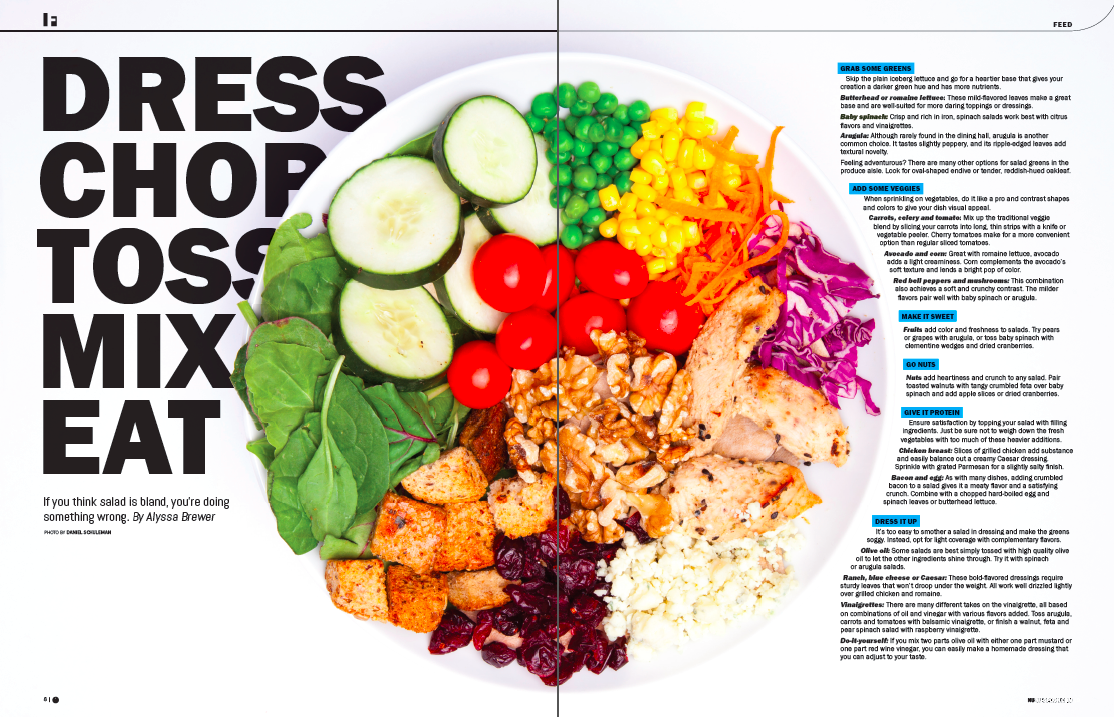 FEED
DRESS
CHOP
TOSS
MIX
EAT
If you think salad is bland, you're doing
something wrong. By Alyssa Brewer
PHOTO BY DANIEL SCHULEMAN
GRAB SOME GREENS
Skip the plain iceberg lettuce and go for a heartier base that gives your
creation a darker green hue and has more nutrients.
Butterhead or romaine lettuce: These mild-flavored leaves make a great
base and are well-suited for more daring toppings or dressings.
Baby spinach: Crisp and rich in iron, spinach salads work best with citrus
flavors and vinaigrettes.
Arugula: Although rarely found in the dining hall, arugula is another
common choice. It tastes slightly peppery, and its ripple-edged leaves add
textural novelty.
Feeling adventurous? There are many other options for salad greens in the
produce aisle. Look for oval-shaped endive or tender, reddish-hued oakleaf.
ADD SOME VEGGIES
When sprinkling on vegetables, do it like a pro and contrast shapes
and colors to give your dish visual appeal.
Carrots, celery and tomato: Mix up the traditional veggie
blend by slicing your carrots into long, thin strips with a knife or
vegetable peeler. Cherry tomatoes make for a more convenient
option than regular sliced tomatoes.
Avocado and corn: Great with romaine lettuce, avocado
adds a light creaminess. Corn complements the avocado's
soft texture and lends a bright pop of color.
Red bell peppers and mushrooms: This combination
also achieves a soft and crunchy contrast. The milder
flavors pair well with baby spinach or arugula.
MAKE IT SWEET
Fruits add color and freshness to salads. Try pears
or grapes with arugula, or toss baby spinach with
clementine wedges and dried cranberries.
GO NUTS
Nuts add heartiness and crunch to any salad. Pair
toasted walnuts with tangy crumbled feta over baby
spinach and add apple slices or dried cranberries.
GIVE IT PROTEIN
Ensure satisfaction by topping your salad with filling
ingredients. Just be sure not to weigh down the fresh
vegetables with too much of these heavier additions.
Chicken breast: Slices of grilled chicken add substance
and easily balance out a creamy Caesar dressing.
Sprinkle with grated Parmesan for a slightly salty finish.
Bacon and egg: As with many dishes, adding crumbled
bacon to a salad gives it a meaty flavor and a satisfying
crunch. Combine with a chopped hard-boiled egg and
spinach leaves or butterhead lettuce.
DRESS IT UP
It's too easy to smother a salad in dressing and make the greens
soggy. Instead, opt for light coverage with complementary flavors.
Olive oil: Some salads are best simply tossed with high quality olive
oil to let the other ingredients shine through. Try it with spinach
or arugula salads.
Ranch, blue cheese or Caesar: These bold-flavored dressings require
sturdy leaves that won't droop under the weight. All work well drizzled lightly
over grilled chicken and romaine.
Vinaigrettes: There are many different takes on the vinaigrette, all based
on combinations of oil and vinegar with various flavors added. Toss arugula,
carrots and tomatoes with balsamic vinaigrette, or finish a walnut, feta and
pear spinach salad with raspberry vinaigrette.
Do-it-yourself: If you mix two parts olive oil with either one part mustard or
one part red wine vinegar, you can easily make a homemade dressing that
you can adjust to your taste.
6 |